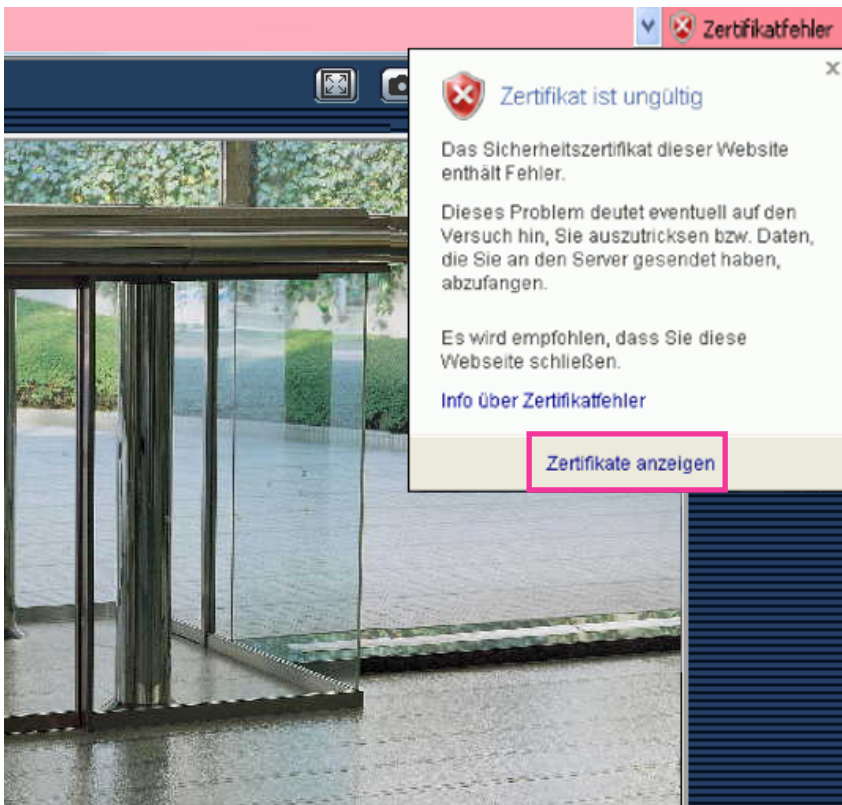 Zertifikatfehler
Zertifikat ist ungültig
Das Sicherheitszertifikat dieser Website
enthält Fehler.
Dieses Problem deutet eventuell auf den
Versuch hin, Sie auszutricksen bzw. Daten,
die Sie an den Server gesendet haben,
abzufangen.
Es wird empfohlen, dass Sie diese
Webseite schließen.
Info über Zertifikatfehler
Zertifikate anzeigen